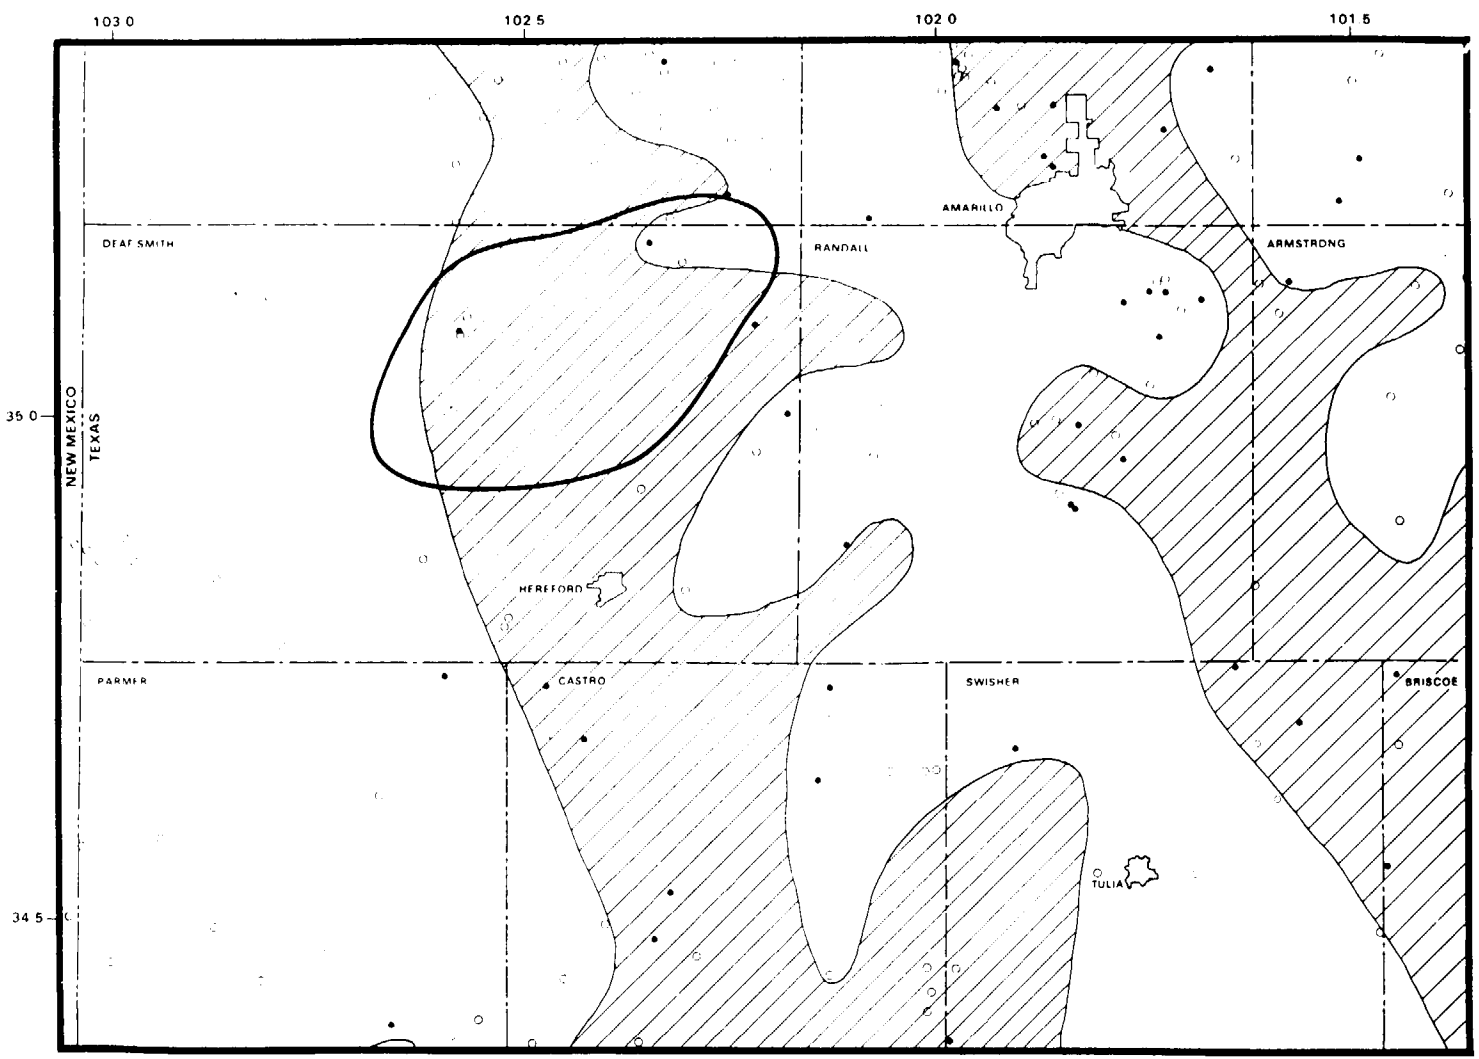 103 0
102 5
102 0
101 5
AMARILLO
DEAF SMITH
RANDALL
ARMSTRONG
35 0
NEW MEXICO
TEXAS
HEREFORD
PARMER
CASTRO
SWISHER
BRISCOE
TULIA
34 5